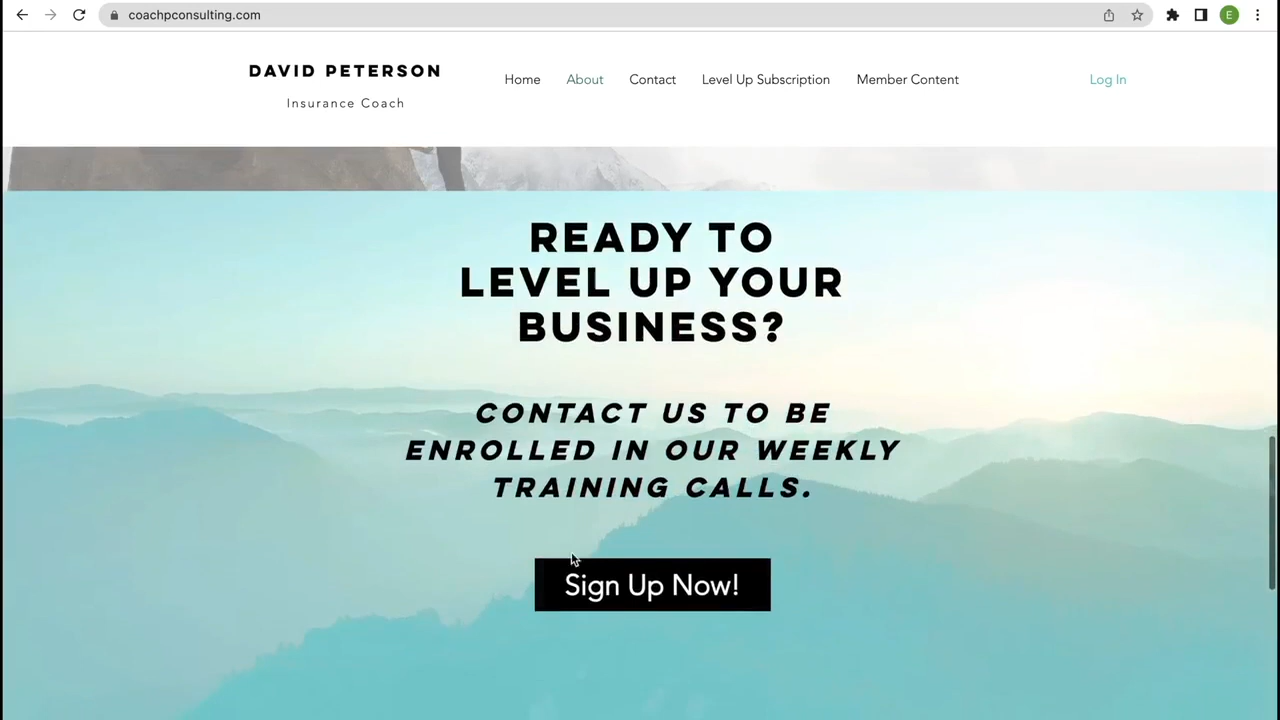 coachpconsulting.com
E
DAVID PETERSON
Insurance Coach
Home About Contact Level Up Subscription Member Content Log In
READY TO
LEVEL UP YOUR
BUSINESS?
CONTACT US TO BE
ENROLLED IN OUR WEEKLY
TRAINING CALLS.
Sign Up Now!